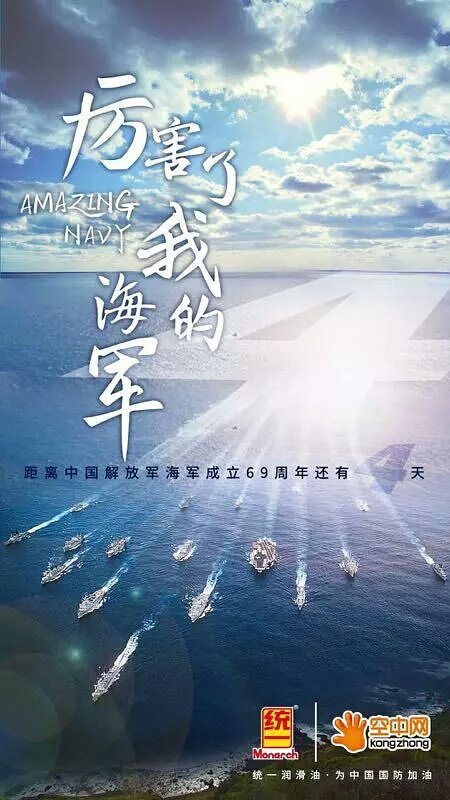 厉害了
AMAZING
NAVY
我的
海军
距离中国解放军海军成立69周年还有4天
统一
Monarch
空中网
kongzhong
统一润滑油·为中国国防加油